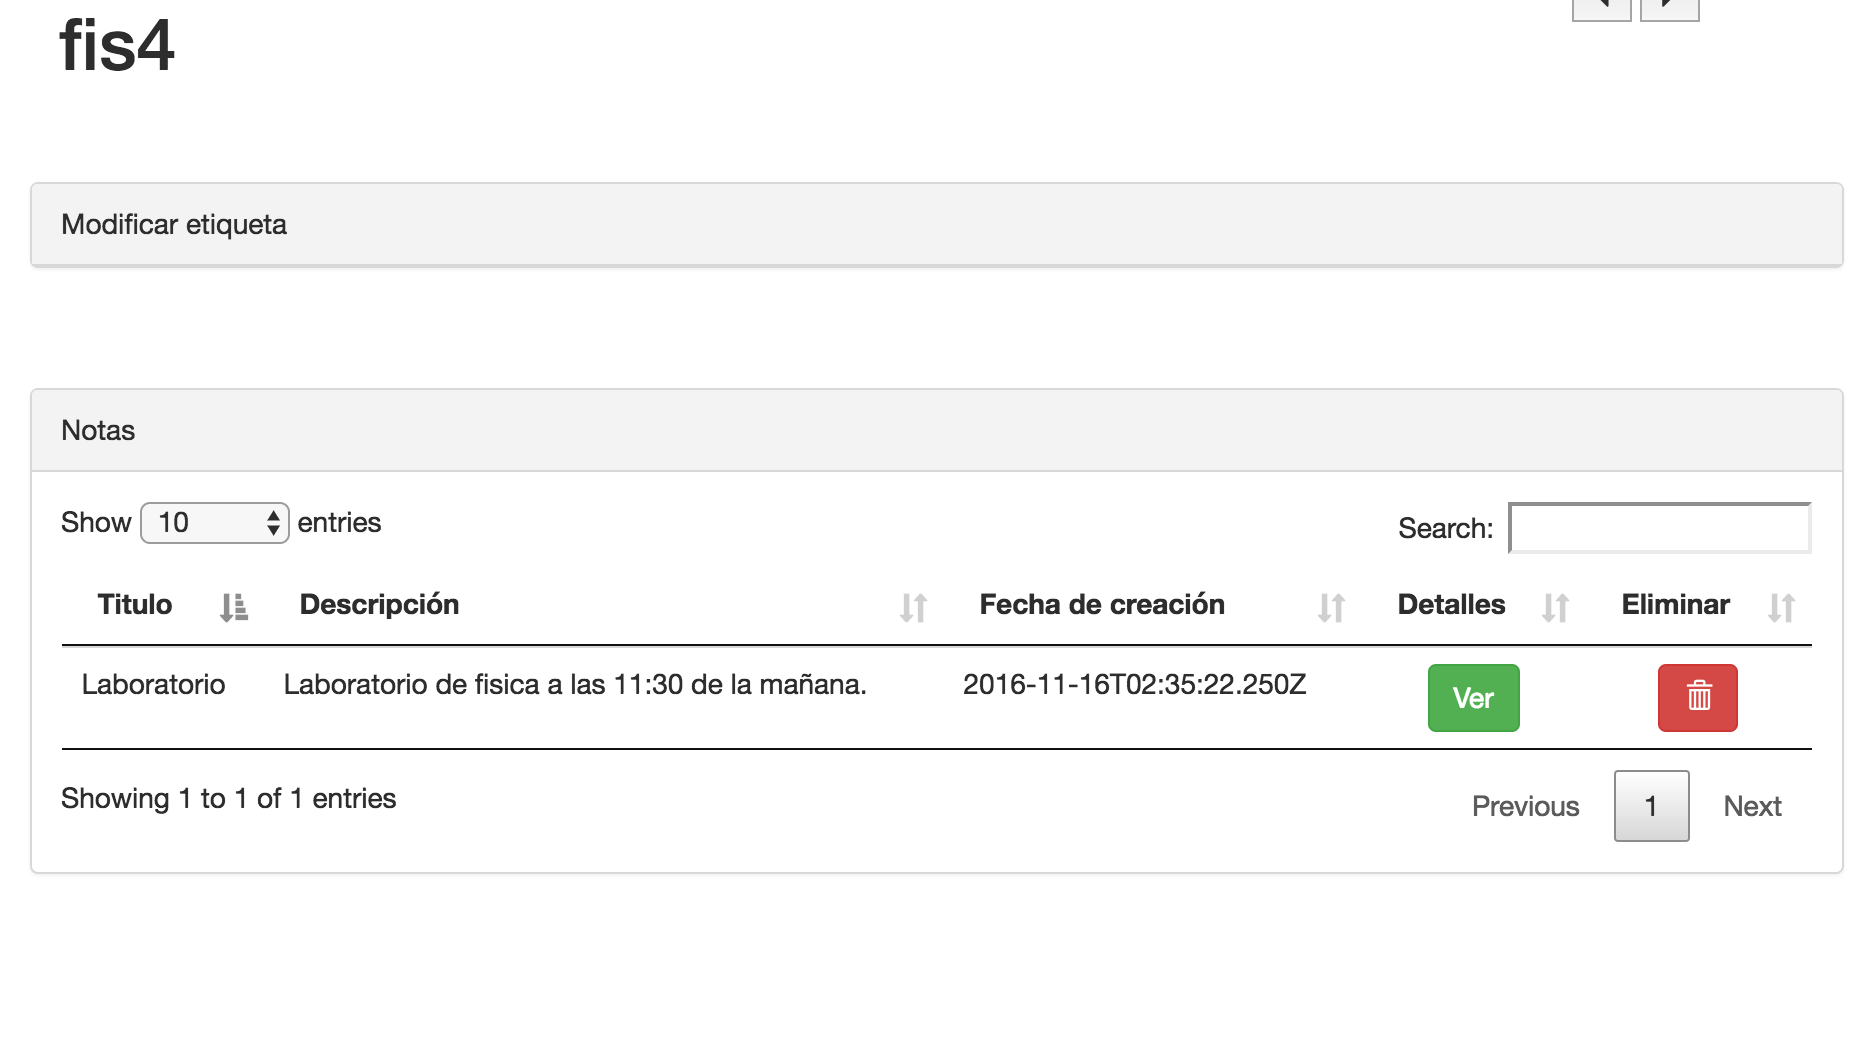 fis4
Modificar etiqueta
Notas
Show 10 entries
Search:
Titulo Descripción Fecha de creación Detalles Eliminar
Laboratorio Laboratorio de fisica a las 11:30 de la mañana. 2016-11-16T02:35:22.250Z Ver
Showing 1 to 1 of 1 entries
Previous 1 Next